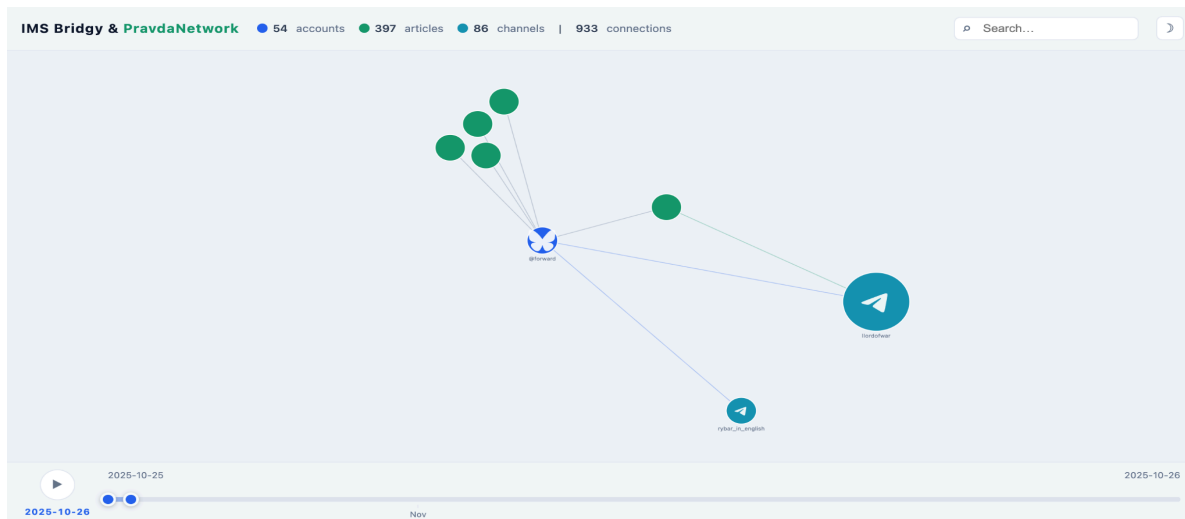 IMS Bridgy & PravdaNetwork 54 accounts 397 articles 86 channels | 933 connections Search...
@forward
lordofwar
rybar_in_english
2025-10-25 2025-10-26
2025-10-26
Nov